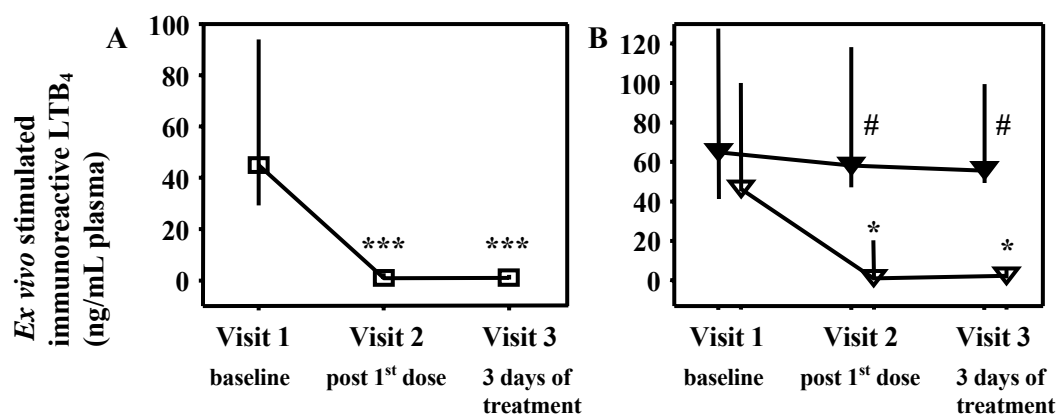 Ex vivo stimulated
immunoreactive LTB4
(ng/mL plasma)
A
100
80
60
40
20
0
***
***
Visit 1
Visit 2
Visit 3
baseline
post 1st dose
3 days of
treatment
B
120
100
80
60
40
20
0
#
#
*
*
Visit 1
Visit 2
Visit 3
baseline
post 1st dose
3 days of
treatment